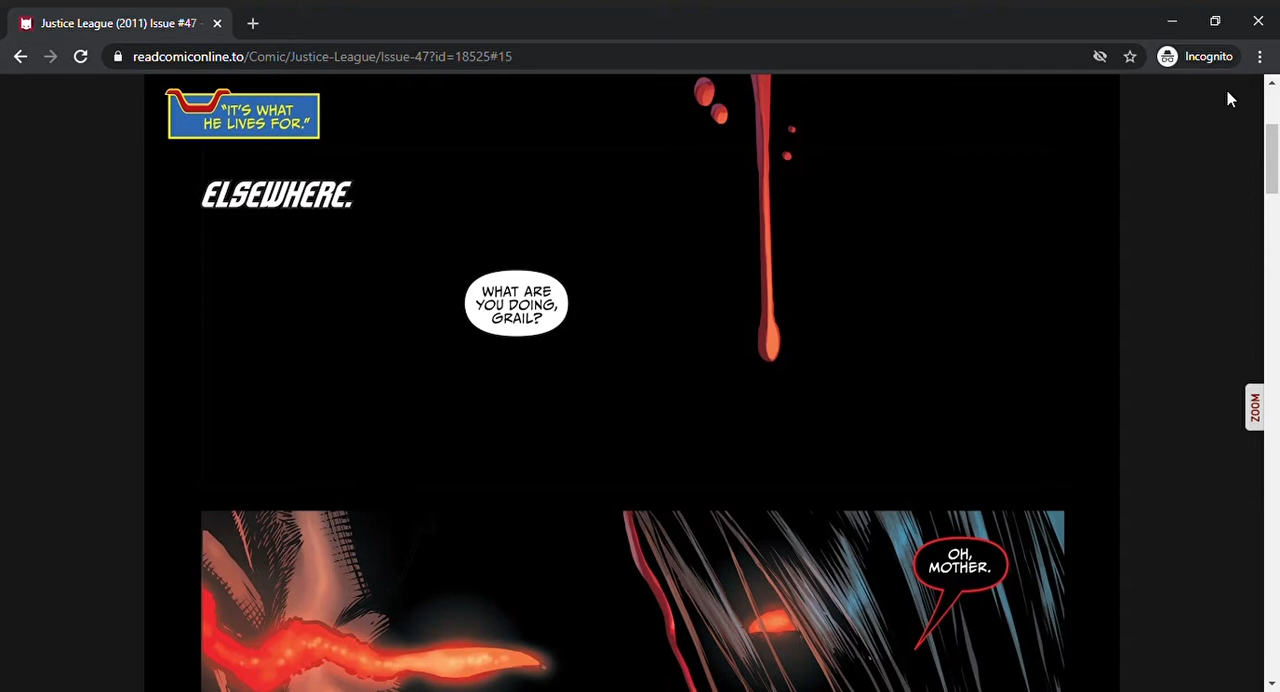 Justice League (2011) Issue #47 -
readcomiconline.to/Comic/Justice-League/Issue-47?id=18525#15
Incognito
"IT'S WHAT
HE LIVES FOR."
ELSEWHERE.
WHAT ARE
YOU DOING,
GRAIL?
ZOOM
OH,
MOTHER.